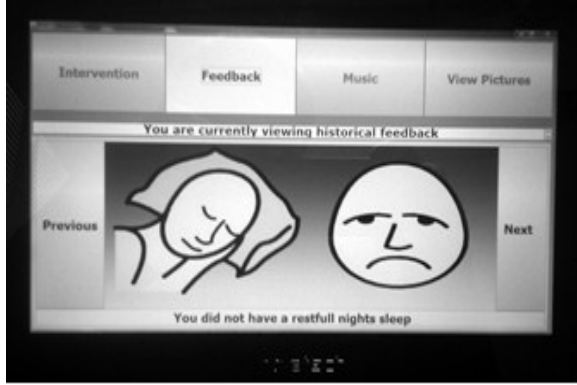 Intervention
Feedback
Music
View Pictures
You are currently viewing historical feedback
Previous
Next
You did not have a restfull nights sleep